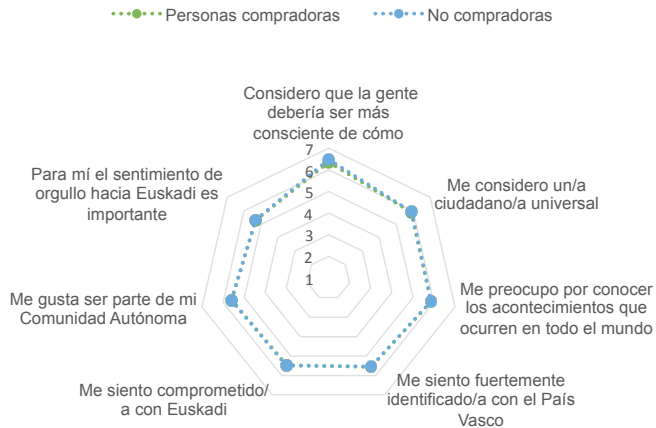 Personas compradoras
No compradoras
Considero que la gente
debería ser más
consciente de cómo
7
6
5
4
3
2
1
Me considero un/a
ciudadano/a universal
Me preocupo por conocer
los acontecimientos que
ocurren en todo el mundo
Me siento fuertemente
identificado/a con el País
Vasco
Me siento comprometido/
a con Euskadi
Me gusta ser parte de mi
Comunidad Autónoma
Para mí el sentimiento de
orgullo hacia Euskadi es
importante